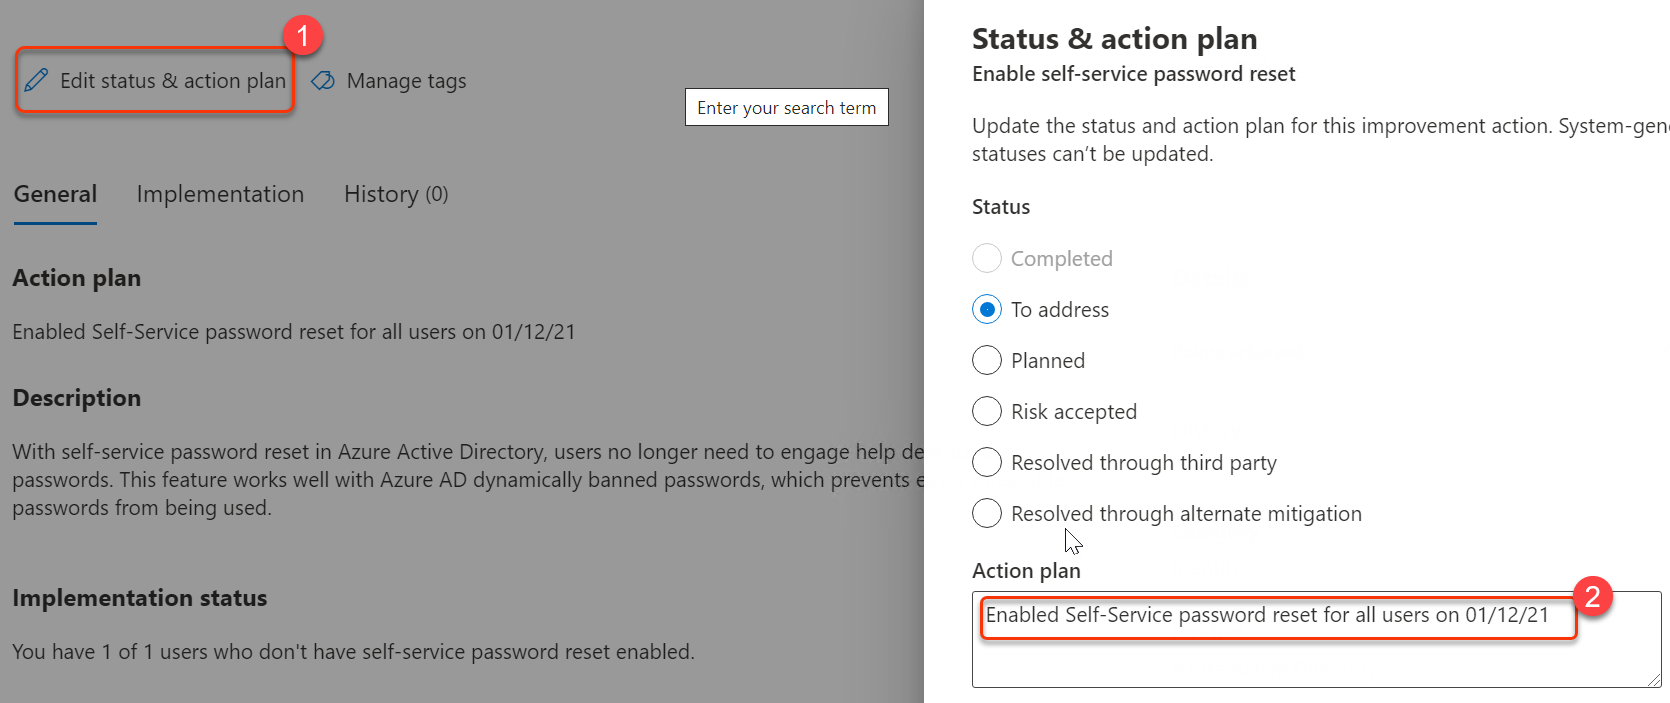 1
Edit status & action plan
Manage tags
Enter your search term
General
Implementation
History (0)
Action plan
Enabled Self-Service password reset for all users on 01/12/21
Description
With self-service password reset in Azure Active Directory, users no longer need to engage help de
passwords. This feature works well with Azure AD dynamically banned passwords, which prevents e
passwords from being used.
Implementation status
You have 1 of 1 users who don't have self-service password reset enabled.
Status & action plan
Enable self-service password reset
Update the status and action plan for this improvement action. System-gen
statuses can’t be updated.
Status
Completed
To address
Planned
Risk accepted
Resolved through third party
Resolved through alternate mitigation
Action plan
2
Enabled Self-Service password reset for all users on 01/12/21